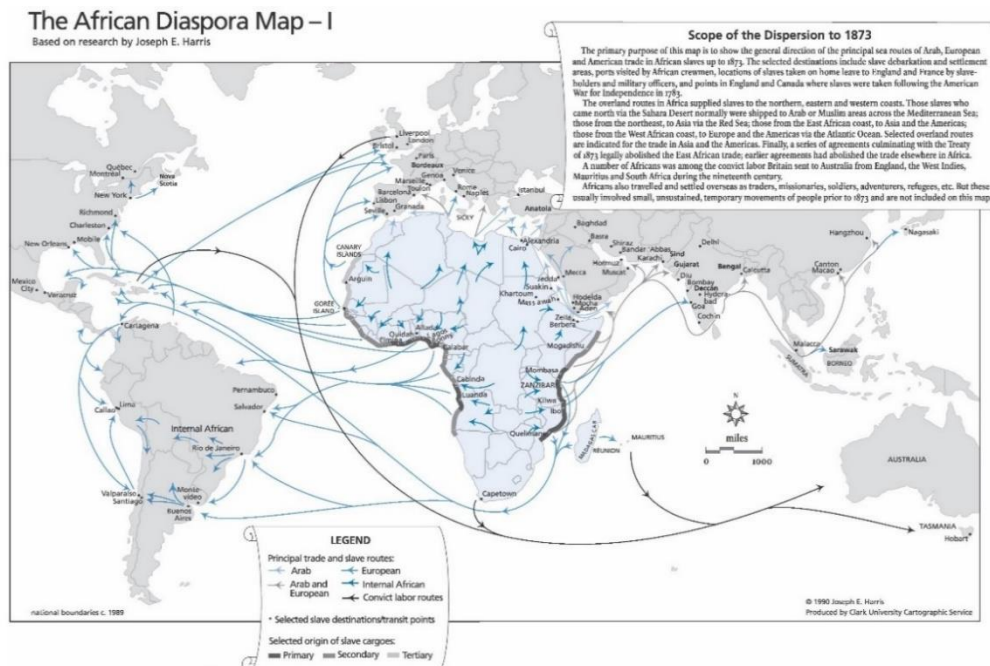 The African Diaspora Map – I
Based on research by Joseph E. Harris
Scope of the Dispersion to 1873
The primary purpose of this map is to show the general direction of the principal sea routes of Arab, European
and American trade in African slaves up to 1873. The selected destinations include slave debarkation and settlement
areas, ports visited by African crewmen, locations of slaves taken on home leave to England and France by slave-
holders and military officers, and points in England and Canada where slaves were taken following the American
War for Independence in 1783.
The overland routes in Africa supplied slaves to the northern, eastern and western coasts. Those slaves who
came north via the Sahara Desert normally were shipped to Arab or Muslim areas across the Mediterranean Sea;
those from the northeast, to Asia via the Red Sea; those from the East African coast, to Asia and the Americas;
those from the West African coast, to Europe and the Americas via the Atlantic Ocean. Selected overland routes
are indicated for the trade in Asia and the Americas. Finally, a series of agreements culminating with the Treaty
of 1873 legally abolished the East African trade; earlier agreements had abolished the trade elsewhere in Africa.
A number of Africans was among the convict labor Britain sent to Australia from England, the West Indies,
Mauritius and South Africa during the nineteenth century.
Africans also travelled and settled overseas as traders, missionaries, soldiers, adventurers, refugees, etc. But these
usually involved small, unsustained, temporary movements of people prior to 1873 and are not included on this map
Liverpool
London
Bristol
Paris
Bordeaux
Genoa
Venice
Marseille
Toulon
Rome
Barcelona
Naples
Lisbon
Istanbul
Seville
Granada
SICILY
Anatolia
Québec
Montréal
Nova
Scotia
New York
Richmond
Charleston
Mobile
New Orleans
Mexico
City
Veracruz
Cartagena
CANARY
ISLANDS
Arguin
GORÉE
ISLAND
Alexandria
Cairo
Baghdad
Basra
Shiraz
Bandar 'Abbas
Hormuz
Muscat
Karachi
Sind
Gujarat
Delhi
Diu
Bombay
Deccan
Hydera
bad
Goa
Cochin
Bengal
Calcutta
Hangzhou
Nagasaki
Canton
Macao
Jedda
Mecca
Suakin
Khartoum
Massawah
Hodeida
Mocha
Aden
Zeila
Berbera
Mogadishu
Ouidah
Allada
Lagos
Calabar
Cabinda
Luanda
Mombasa
ZANZIBAR
Kilwa
Ibo
Quelimane
MADAGASCAR
MAURITIUS
REUNION
Capetown
Malacca
SUMATRA
Sarawak
BORNEO
Pernambuco
Salvador
Lima
Callao
Internal African
Rio de Janeiro
Valparaiso
Santiago
Monte-
video
Buenos
Aires
miles
0 1000
AUSTRALIA
TASMANIA
Hobart
LEGEND
Principal trade and slave routes:
Arab
European
Arab and
European
Internal African
Convict labor routes
Selected slave destinations/transit points
Selected origin of slave cargoes:
Primary Secondary Tertiary
national boundaries c. 1989
© 1990 Joseph E. Harris
Produced by Clark University Cartographic Service